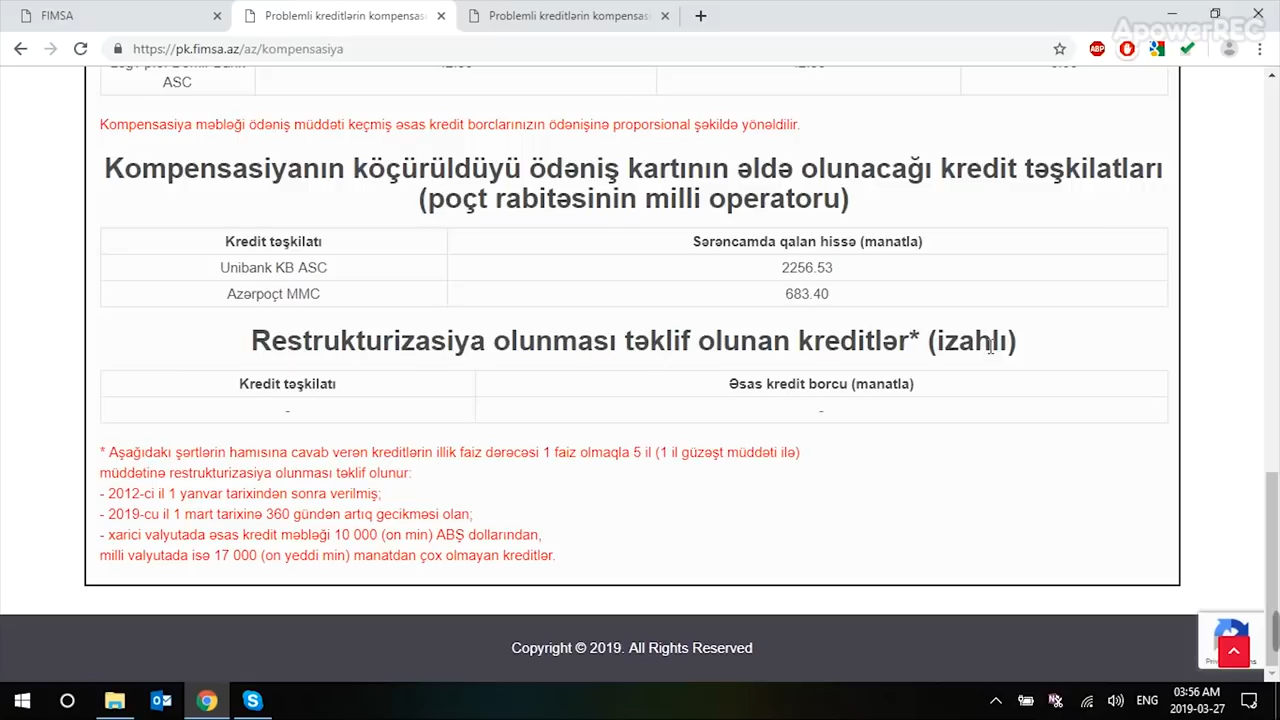 FIMSA
Problemli kreditlərin kompensas
Problemli kreditlərin kompensas
ApowerREC
https://pk.fimsa.az/az/kompensasiya
ABP
ASC
Kompensasiya məbləği ödəniş müddəti keçmiş əsas kredit borclarınızın ödənişinə proporsional şəkildə yönəldilir.
Kompensasiyanın köçürüldüyü ödəniş kartının əldə olunacağı kredit təşkilatları
(poçt rabitəsinin milli operatoru)
Kredit təşkilatı Sərəncamda qalan hissə (manatla)
Unibank KB ASC 2256.53
Azərpoçt MMC 683.40
Restrukturizasiya olunması təklif olunan kreditlər* (izahlı)
Kredit təşkilatı Əsas kredit borcu (manatla)
- -
* Aşağıdakı şərtlərin hamısına cavab verən kreditlərin illik faiz dərəcəsi 1 faiz olmaqla 5 il (1 il güzəşt müddəti ilə)
müddətinə restrukturizasiya olunması təklif olunur:
- 2012-ci il 1 yanvar tarixindən sonra verilmiş;
- 2019-cu il 1 mart tarixinə 360 gündən artıq gecikməsi olan;
- xarici valyutada əsas kredit məbləği 10 000 (on min) ABŞ dollarından,
milli valyutada isə 17 000 (on yeddi min) manatdan çox olmayan kreditlər.
Copyright © 2019. All Rights Reserved
ENG
03:56 AM
2019-03-27